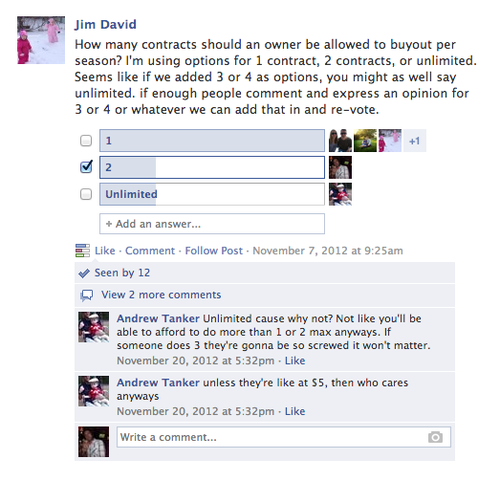 Jim David
How many contracts should an owner be allowed to buyout per
season? I'm using options for 1 contract, 2 contracts, or unlimited.
Seems like if we added 3 or 4 as options, you might as well say
unlimited. if enough people comment and express an opinion for
3 or 4 or whatever we can add that in and re-vote.
1 +1
2
Unlimited
+ Add an answer...
Like · Comment · Follow Post · November 7, 2012 at 9:25am
Seen by 12
View 2 more comments
Andrew Tanker Unlimited cause why not? Not like you'll be
able to afford to do more than 1 or 2 max anyways. If
someone does 3 they're gonna be so screwed it won't matter.
November 20, 2012 at 5:32pm · Like
Andrew Tanker unless they're like at $5, then who cares
anyways
November 20, 2012 at 5:32pm · Like
Write a comment...